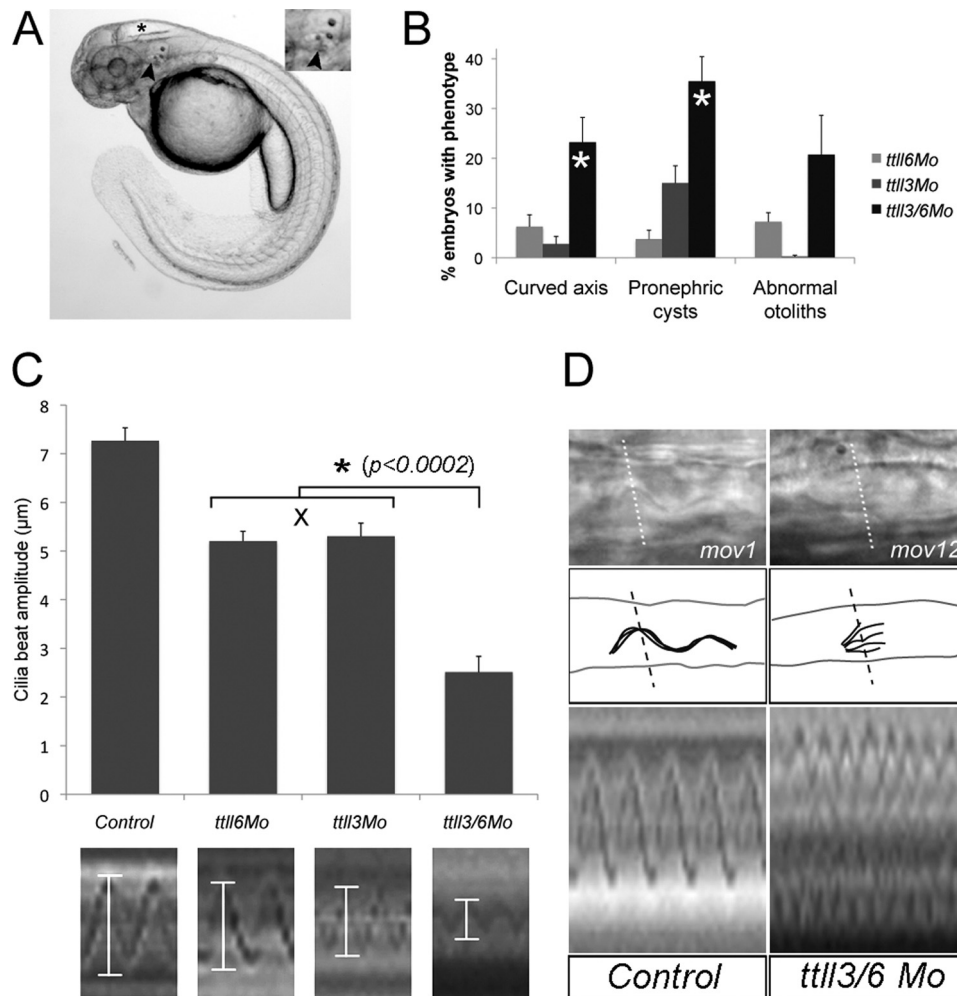 A
*
B
% embryos with phenotype
40
30
20
10
0
*
*
Curved axis
Pronephric
cysts
Abnormal
otoliths
ttll6Mo
ttll3Mo
ttll3/6Mo
C
Cilia beat amplitude (μm)
8
7
6
5
4
3
2
1
0
* (p<0.0002)
X
Control
ttll6Mo
ttll3Mo
ttll3/6Mo
D
mov1
mov12
Control
ttll3/6 Mo